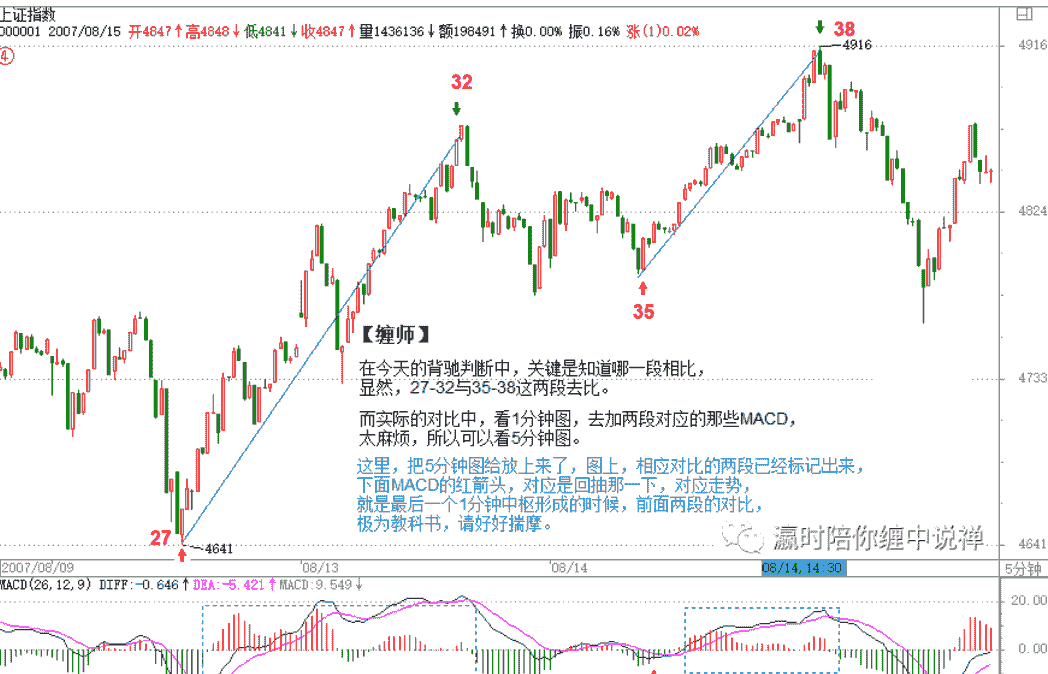 上证指数
000001 2007/08/15 开4847↑高4848↓低4841↓收4847↑量1436136↓额198491↑换0.00% 振0.16% 涨(1)0.02%
④
38
4916
4916
32
4824
35
【缠师】
在今天的背驰判断中，关键是知道哪一段相比，
显然，27-32与35-38这两段去比。
4733
而实际的对比中，看1分钟图，去加两段对应的那些MACD，
太麻烦，所以可以看5分钟图。
这里，把5分钟图给放上来了，图上，相应对比的两段已经标记出来，
下面MACD的红箭头，对应是回抽那一下，对应走势，
就是最后一个1分钟中枢形成的时候，前面两段的对比，
极为教科书，请好好揣摩。
27
瀛时陪你缠中说禅
4641
4641
2007/08/09
'08/13
'08/14
08/14,14:30
5分钟
MACD(26,12,9) DIFF:-0.646↑DEA:-5.421↑MACD:9.549↓
20.00
0.00